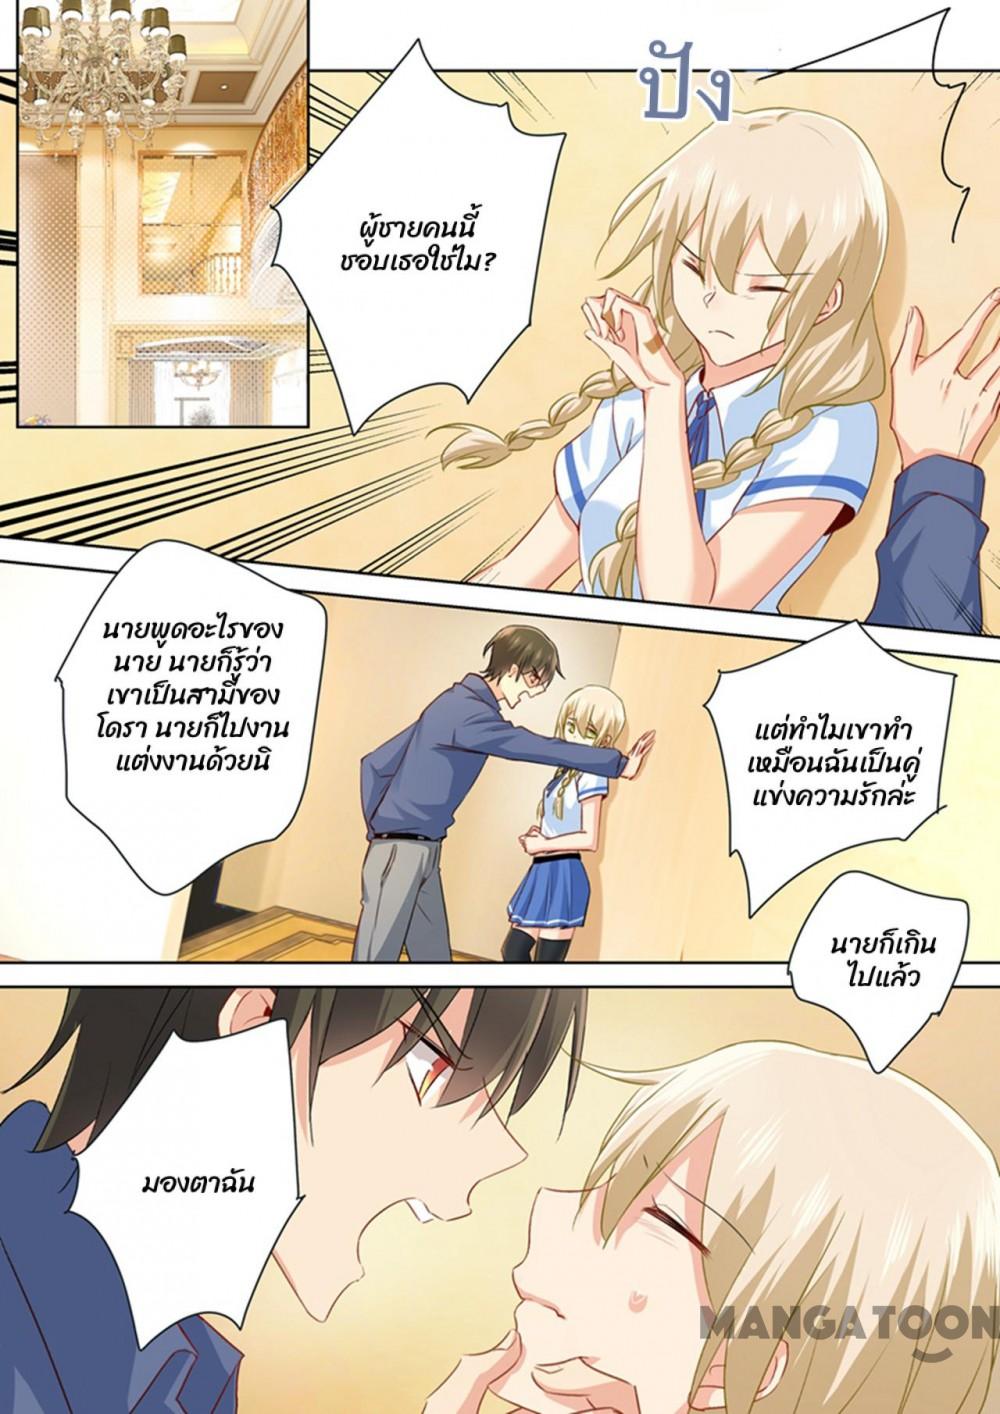 ปัง
ผู้ชายคนนี้
ชอบเธอใช่ไม?
นายพูดอะไรของ
นาย นายก็รู้ว่า
เขาเป็นสามีของ
โดรา นายก็ไปงาน
แต่งงานด้วยนิ
แต่ทำไมเขาทำ
เหมือนฉันเป็นคู่
แข่งความรักล่ะ
นายก็เกิน
ไปแล้ว
มองตาฉัน
MANGATOON